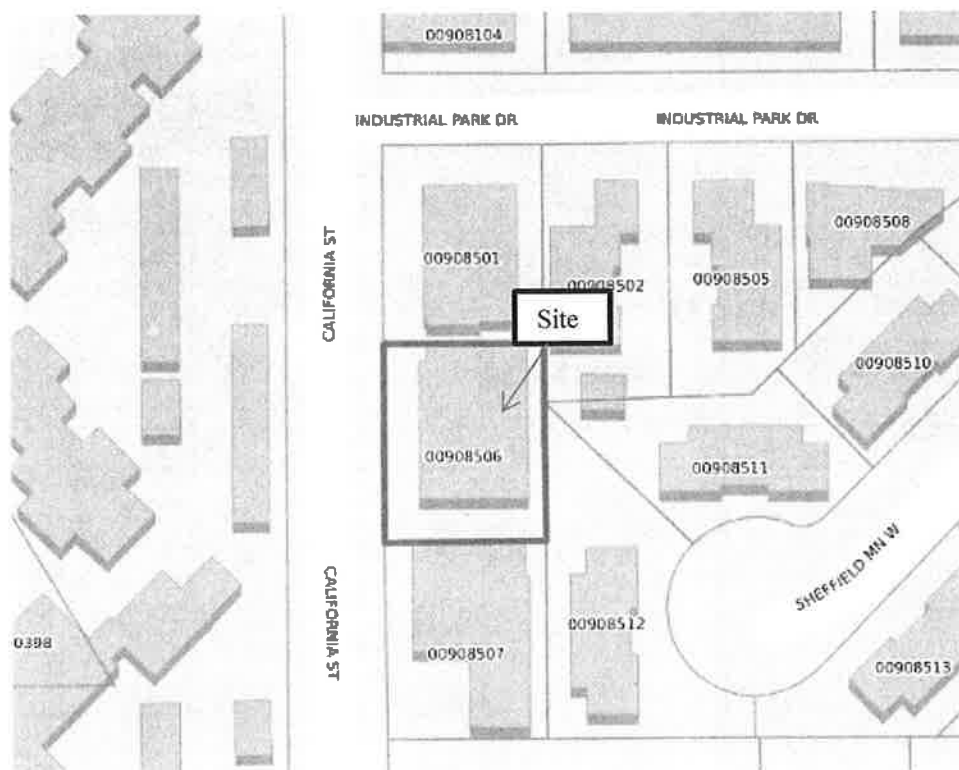 00908104
INDUSTRIAL PARK DR
INDUSTRIAL PARK DR
CALIFORNIA ST
00908501
00908502
00908505
00908508
Site
00908510
00908506
00908511
SHEFFIELD MN W
CALIFORNIA ST
0398
00908507
00908512
00908513